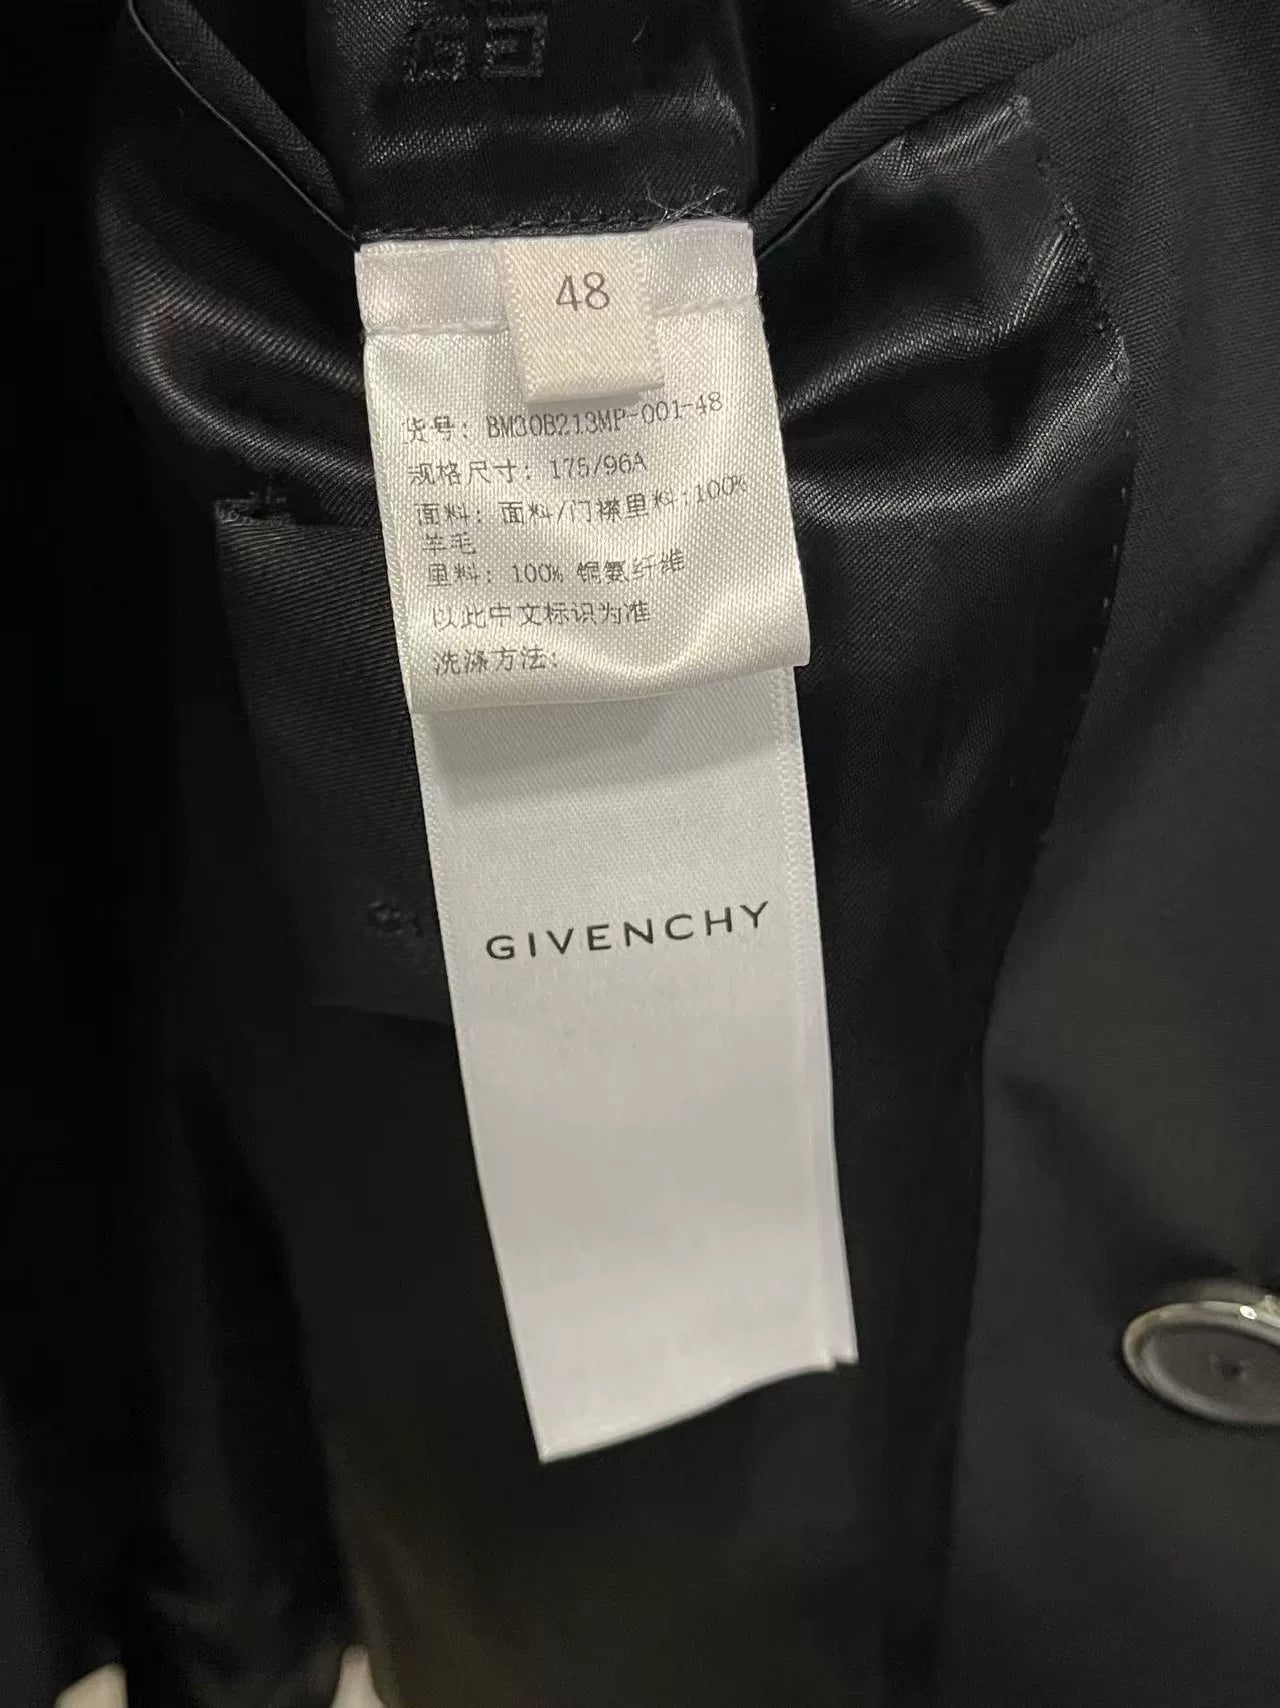 48
货号: BM30B213MP-001-48
规格尺寸: 175/96A
面料: 面料/门襟里料:100%
羊毛
里料: 100% 铜氨纤维
以此中文标识为准
洗涤方法:
GIVENCHY